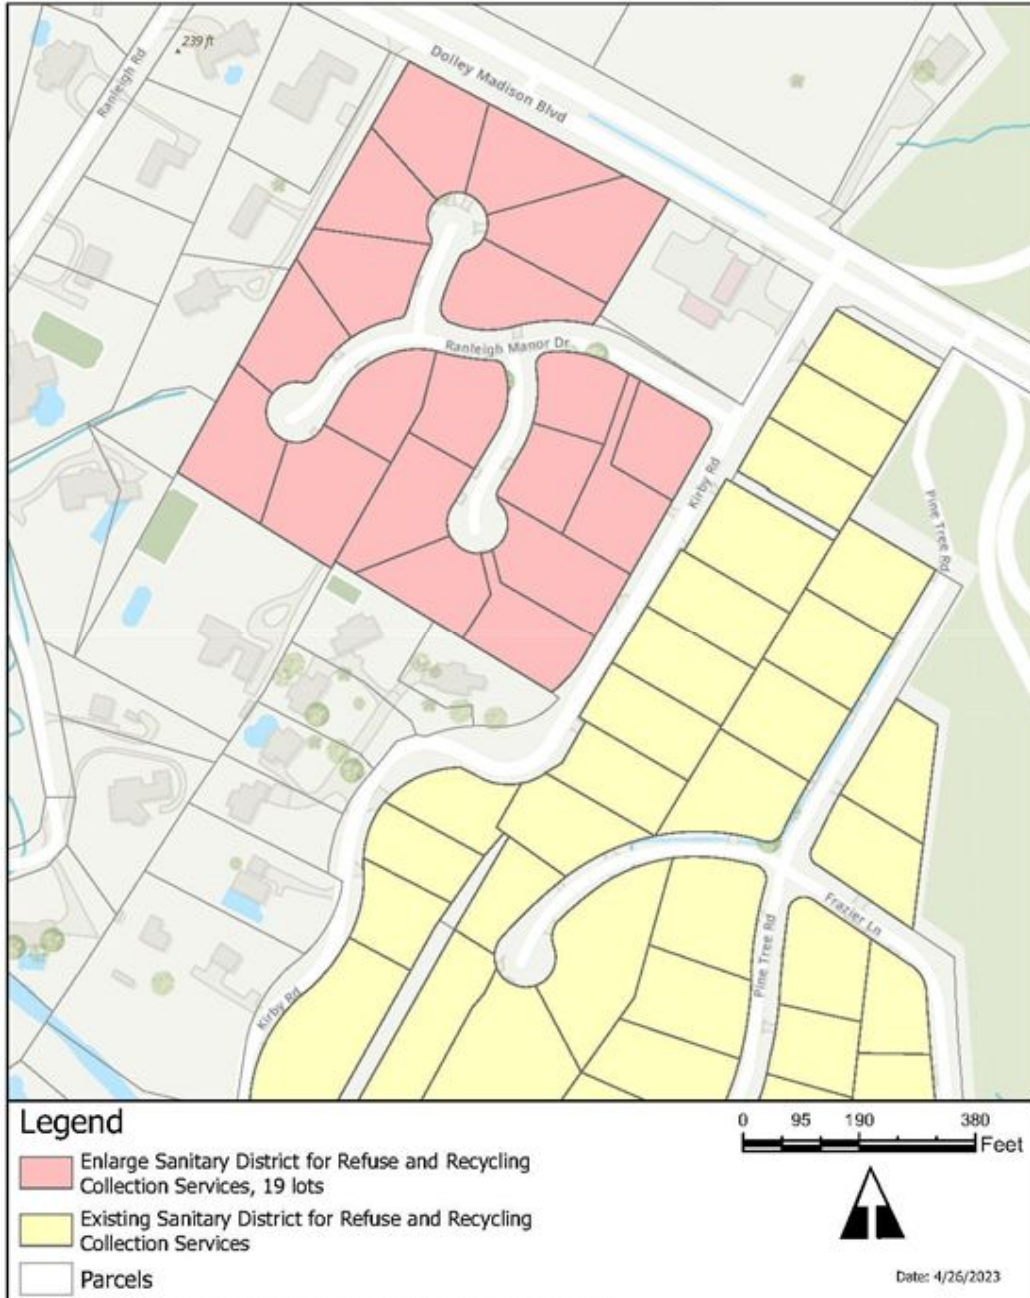 239 ft
Ranleigh Rd
Dolley Madison Blvd
Ranleigh Manor Dr
Kirby Rd
Pine Tree Rd
Frazier Ln
Pine Tree Rd
Kirby Rd
Legend
Enlarge Sanitary District for Refuse and Recycling
Collection Services, 19 lots
Existing Sanitary District for Refuse and Recycling
Collection Services
Parcels
0 95 190 380
Feet
Date: 4/26/2023